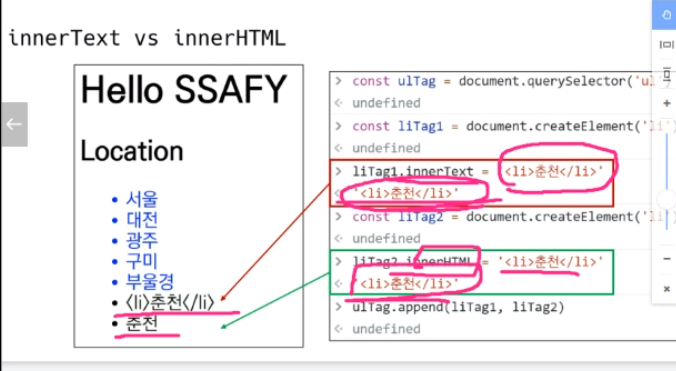 innerText vs innerHTML
Hello SSAFY
Location
서울
대전
광주
구미
부울경
<li>춘천</li>
춘천
> const ulTag = document.querySelector('ul
< undefined
> const liTag1 = document.createElement('li')
< undefined
> liTag1.innerText = '<li>춘천</li>'
< '<li>춘천</li>'
> const liTag2 = document.createElement('li')
< undefined
> liTag2.innerHTML = '<li>춘천</li>'
< '<li>춘천</li>'
> ulTag.append(liTag1, liTag2)
< undefined